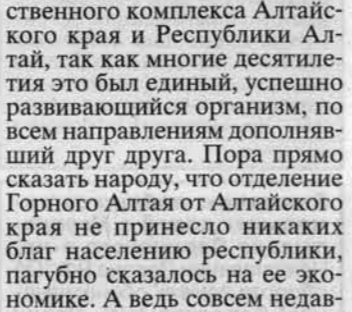 ственного комплекса Алтайс-
кого края и Республики Ал-
тай, так как многие десятиле-
тия это был единый, успешно
развивающийся организм, по
всем направлениям дополняв-
ший друг друга. Пора прямо
сказать народу, что отделение
Горного Алтая от Алтайского
края не принесло никаких
благ населению республики,
пагубно сказалось на ее эко-
номике. А ведь совсем недав-